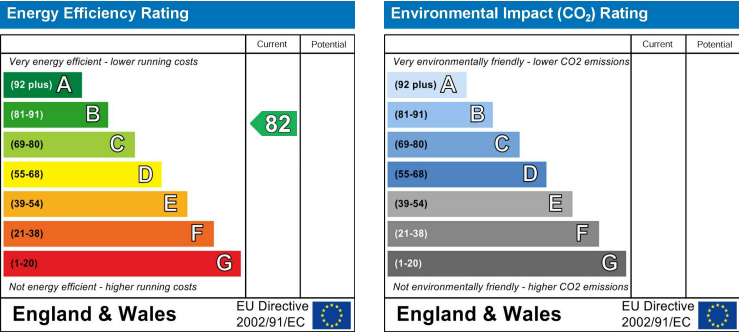 Energy Efficiency Rating
Current Potential
Very energy efficient - lower running costs
(92 plus) A
(81-91) B
82
(69-80) C
(55-68) D
(39-54) E
(21-38) F
(1-20) G
Not energy efficient - higher running costs
England & Wales
EU Directive
2002/91/EC
Environmental Impact (CO₂) Rating
Current Potential
Very environmentally friendly - lower CO2 emissions
(92 plus) A
(81-91) B
(69-80) C
(55-68) D
(39-54) E
(21-38) F
(1-20) G
Not environmentally friendly - higher CO2 emissions
England & Wales
EU Directive
2002/91/EC